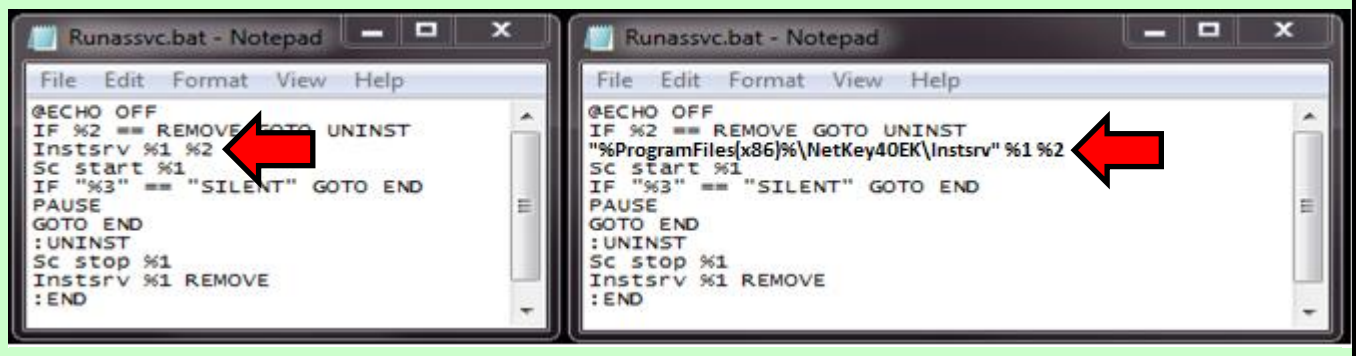 Runassvc.bat - Notepad
File Edit Format View Help
@ECHO OFF
IF %2 == REMOVE GOTO UNINST
Instsrv %1 %2
Sc start %1
IF "%3" == "SILENT" GOTO END
PAUSE
GOTO END
:UNINST
Sc stop %1
Instsrv %1 REMOVE
:END
Runassvc.bat - Notepad
File Edit Format View Help
@ECHO OFF
IF %2 == REMOVE GOTO UNINST
"%ProgramFiles(x86)%\NetKey40EK\Instsrv" %1 %2
Sc start %1
IF "%3" == "SILENT" GOTO END
PAUSE
GOTO END
:UNINST
Sc stop %1
Instsrv %1 REMOVE
:END